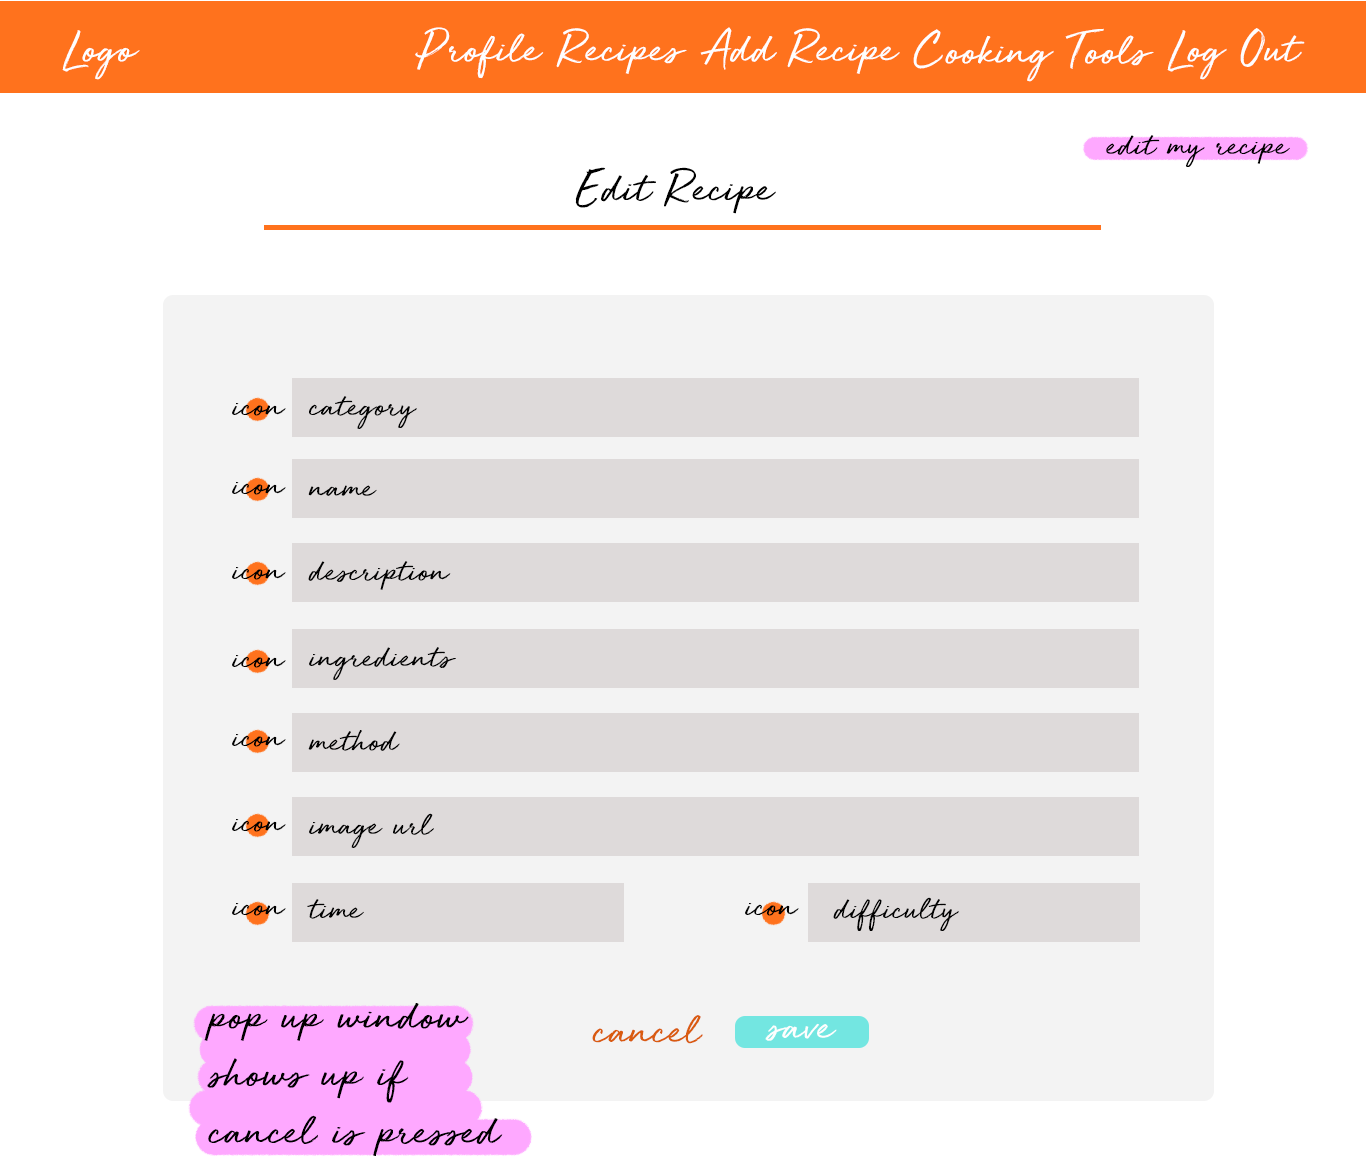 Logo Profile Recipes Add Recipe Cooking Tools Log Out
edit my recipe
Edit Recipe
icon category
icon name
icon description
icon ingredients
icon method
icon image url
icon time icon difficulty
cancel save
pop up window
shows up if
cancel is pressed